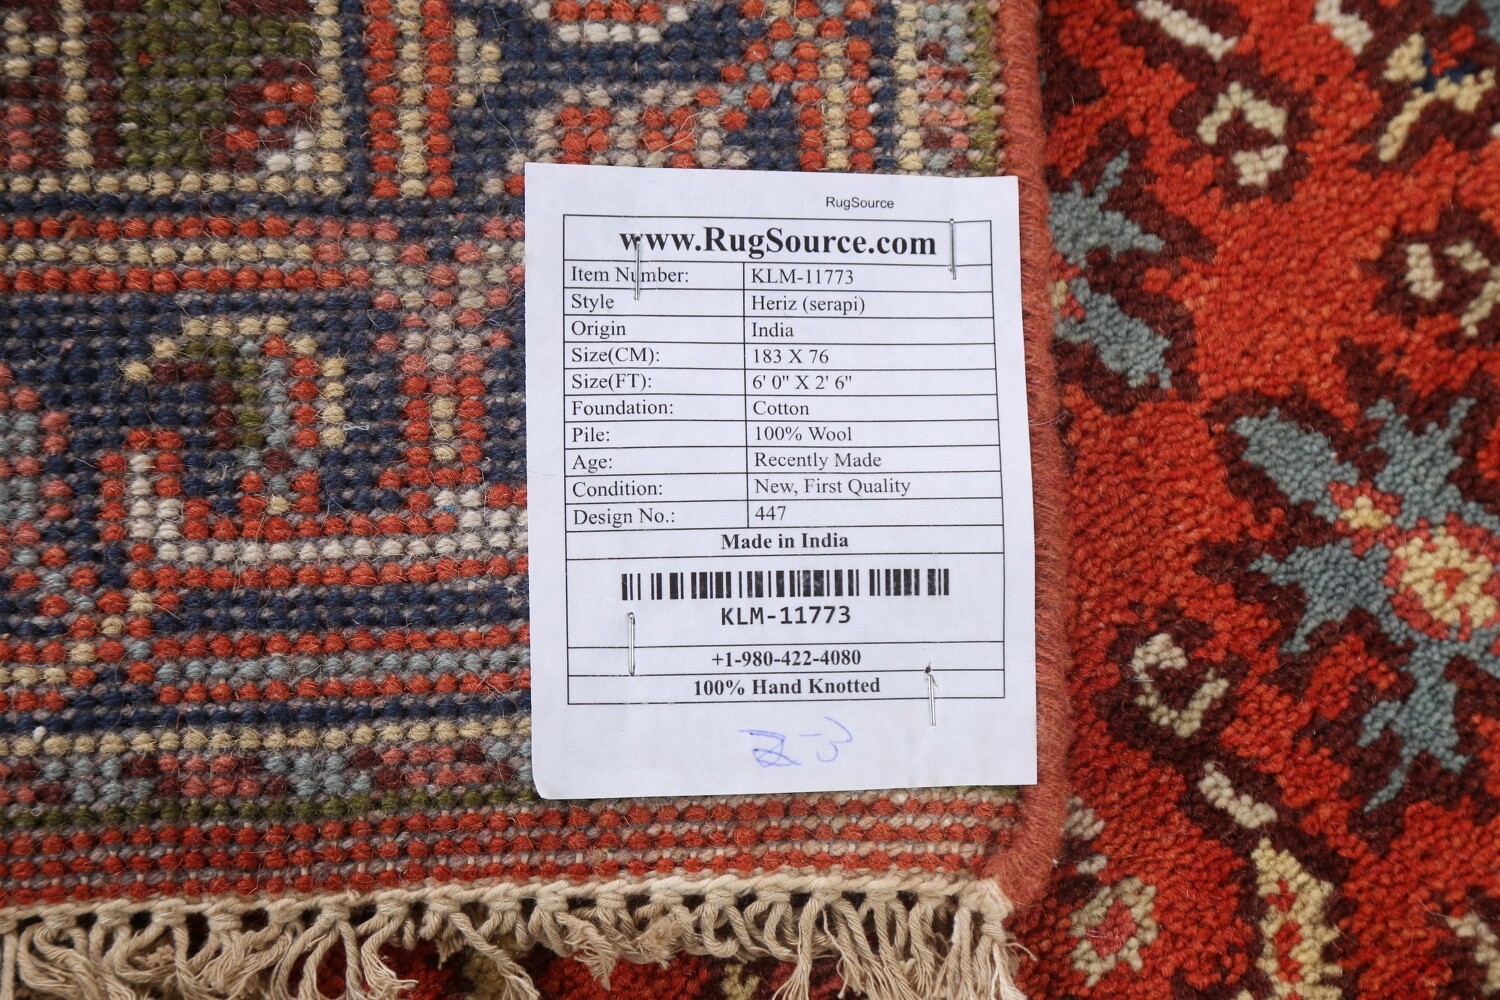 RugSource
www.RugSource.com
Item Number: KLM-11773
Style Heriz (serapi)
Origin India
Size(CM): 183 X 76
Size(FT): 6' 0" X 2' 6"
Foundation: Cotton
Pile: 100% Wool
Age: Recently Made
Condition: New, First Quality
Design No.: 447
Made in India
KLM-11773
+1-980-422-4080
100% Hand Knotted